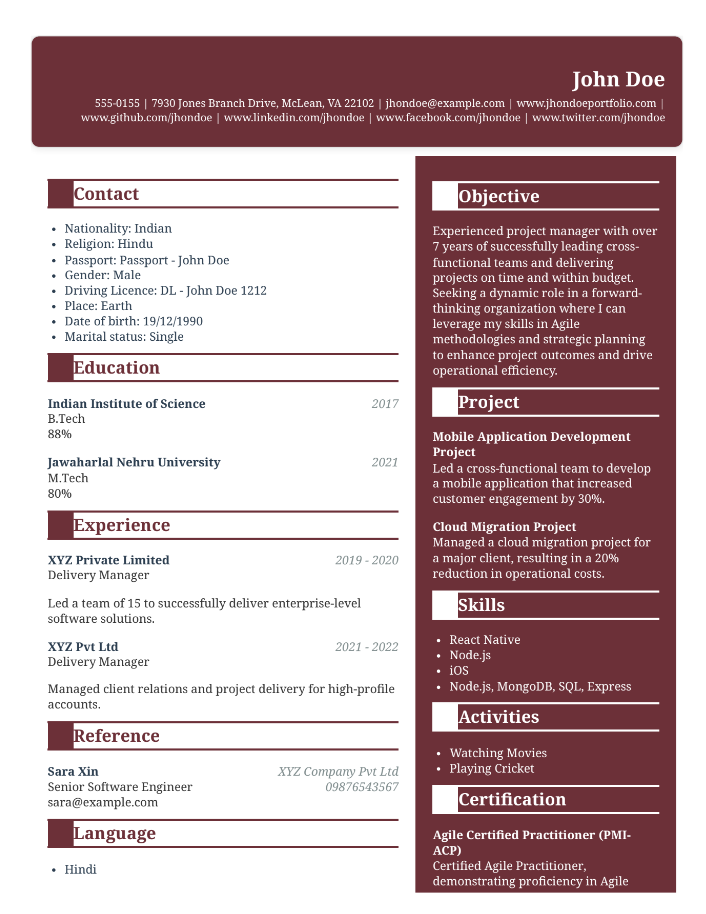 John Doe
555-0155 | 7930 Jones Branch Drive, McLean, VA 22102 | jhondoe@example.com | www.jhondoeportfolio.com |
www.github.com/jhondoe | www.linkedin.com/jhondoe | www.facebook.com/jhondoe | www.twitter.com/jhondoe
Contact
• Nationality: Indian
• Religion: Hindu
• Passport: Passport - John Doe
• Gender: Male
• Driving Licence: DL - John Doe 1212
• Place: Earth
• Date of birth: 19/12/1990
• Marital status: Single
Education
Indian Institute of Science 2017
B.Tech
88%
Jawaharlal Nehru University 2021
M.Tech
80%
Experience
XYZ Private Limited 2019 - 2020
Delivery Manager
Led a team of 15 to successfully deliver enterprise-level
software solutions.
XYZ Pvt Ltd 2021 - 2022
Delivery Manager
Managed client relations and project delivery for high-profile
accounts.
Reference
Sara Xin XYZ Company Pvt Ltd
Senior Software Engineer 09876543567
sara@example.com
Language
• Hindi
Objective
Experienced project manager with over
7 years of successfully leading cross-
functional teams and delivering
projects on time and within budget.
Seeking a dynamic role in a forward-
thinking organization where I can
leverage my skills in Agile
methodologies and strategic planning
to enhance project outcomes and drive
operational efficiency.
Project
Mobile Application Development
Project
Led a cross-functional team to develop
a mobile application that increased
customer engagement by 30%.
Cloud Migration Project
Managed a cloud migration project for
a major client, resulting in a 20%
reduction in operational costs.
Skills
• React Native
• Node.js
• iOS
• Node.js, MongoDB, SQL, Express
Activities
• Watching Movies
• Playing Cricket
Certification
Agile Certified Practitioner (PMI-
ACP)
Certified Agile Practitioner,
demonstrating proficiency in Agile